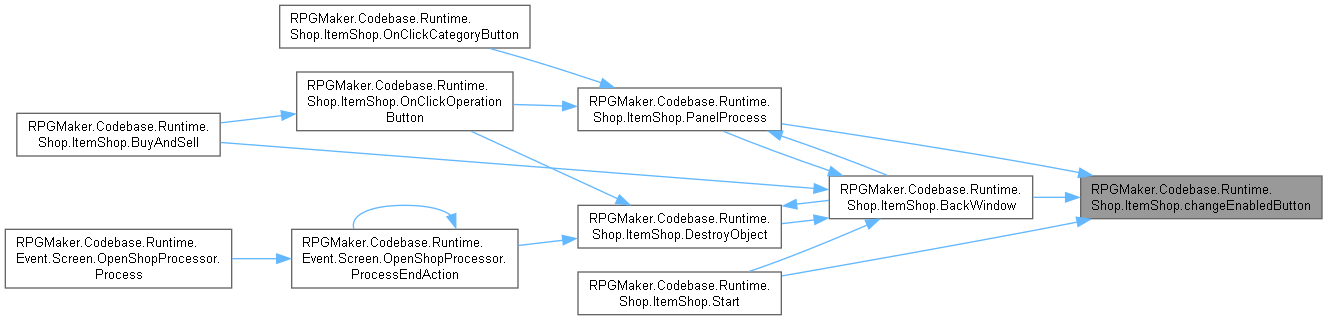 RPGMaker.Codebase.Runtime.
Shop.ItemShop.OnClickCategoryButton
RPGMaker.Codebase.Runtime.
Shop.ItemShop.OnClickOperation
Button
RPGMaker.Codebase.Runtime.
Shop.ItemShop.PanelProcess
RPGMaker.Codebase.Runtime.
Shop.ItemShop.BuyAndSell
RPGMaker.Codebase.Runtime.
Shop.ItemShop.BackWindow
RPGMaker.Codebase.Runtime.
Shop.ItemShop.changeEnabledButton
RPGMaker.Codebase.Runtime.
Shop.ItemShop.DestroyObject
RPGMaker.Codebase.Runtime.
Event.Screen.OpenShopProcessor.
Process
RPGMaker.Codebase.Runtime.
Event.Screen.OpenShopProcessor.
ProcessEndAction
RPGMaker.Codebase.Runtime.
Shop.ItemShop.Start